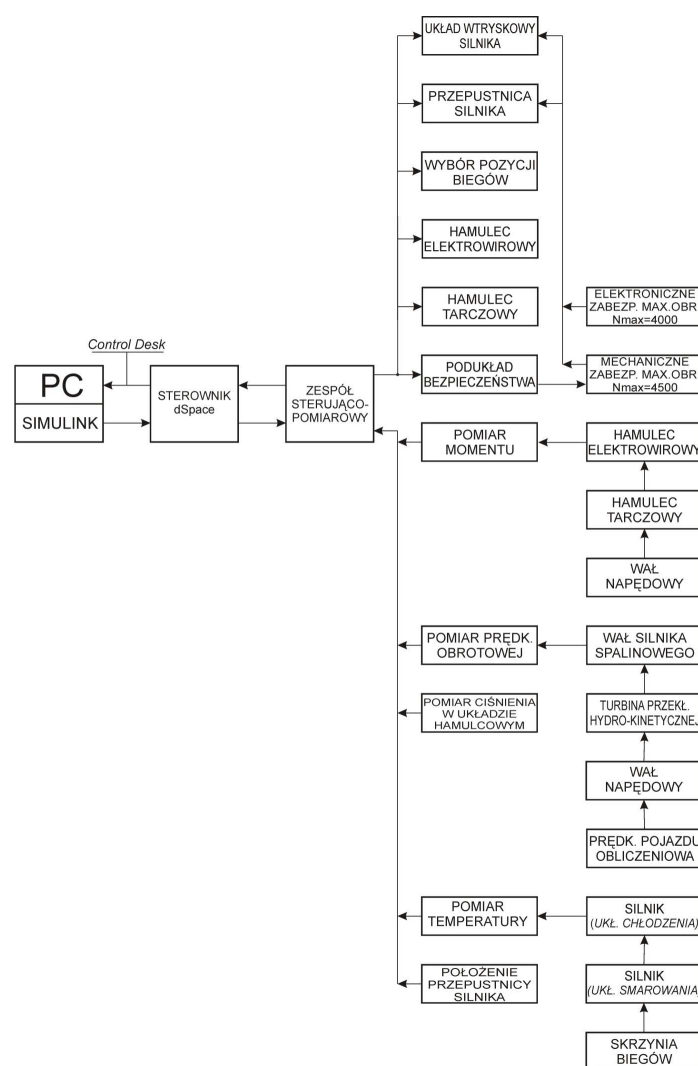 UKŁAD WTRYSKOWY
SILNIKA
PRZEPUSTNICA
SILNIKA
WYBÓR POZYCJI
BIEGÓW
HAMULEC
ELEKTROWIROWY
HAMULEC
TARCZOWY
ELEKTRONICZNE
ZABEZP. MAX.OBR
Nmax=4000
Control Desk
PC
SIMULINK
STEROWNIK
dSpace
ZESPÓŁ
STERUJĄCO-
POMIAROWY
PODUKŁAD
BEZPIECZEŃSTWA
MECHANICZNE
ZABEZP. MAX.OBR
Nmax=4500
POMIAR
MOMENTU
HAMULEC
ELEKTROWIROWY
HAMULEC
TARCZOWY
WAŁ
NAPĘDOWY
POMIAR PRĘDK.
OBROTOWEJ
WAŁ SILNIKA
SPALINOWEGO
POMIAR CIŚNIENIA
W UKŁADZIE
HAMULCOWYM
TURBINA PRZEKŁ.
HYDRO-KINETYCZNEJ
WAŁ
NAPĘDOWY
PRĘDK. POJAZDU
OBLICZENIOWA
POMIAR
TEMPERATURY
SILNIK
(UKŁ. CHŁODZENIA)
POŁOŻENIE
PRZEPUSTNICY
SILNIKA
SILNIK
(UKŁ. SMAROWANIA)
SKRZYNIA
BIEGÓW